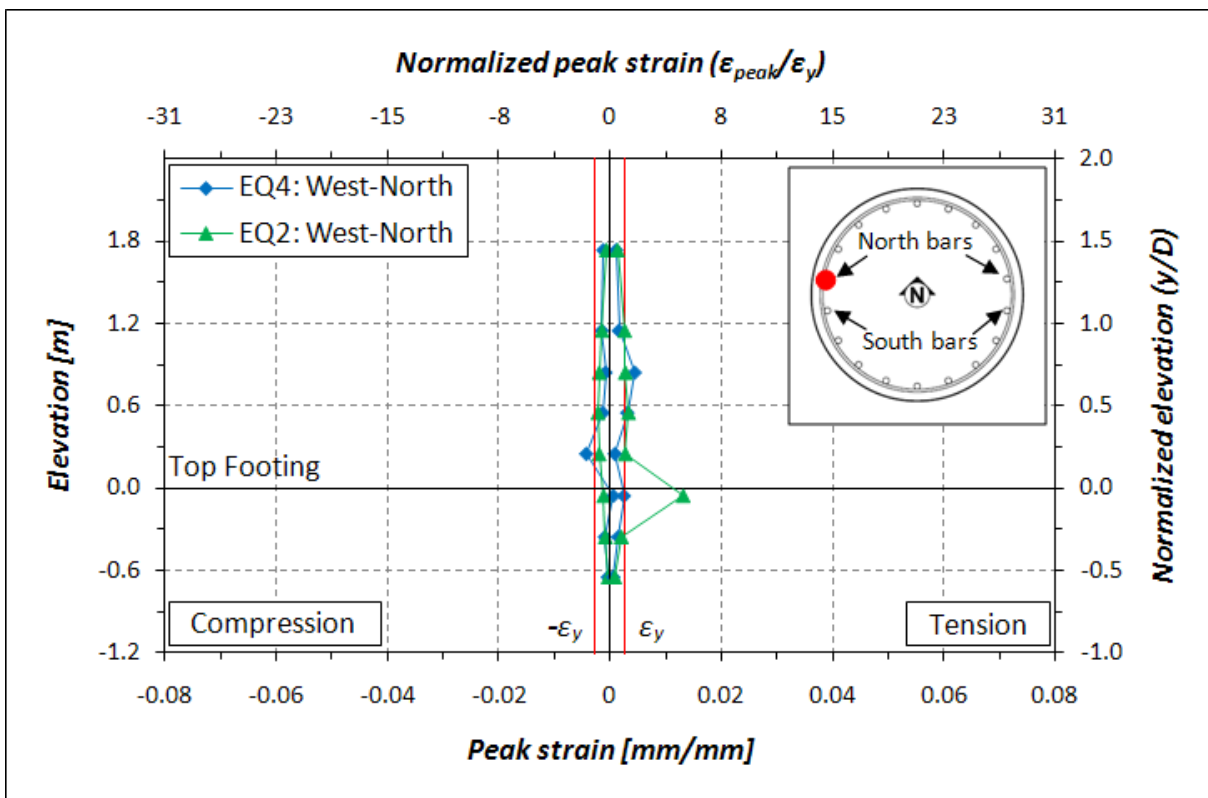 Normalized peak strain (εpeak/εy)
-31 -23 -15 -8 0 8 15 23 31
EQ4: West-North
EQ2: West-North
North bars
N
South bars
2.0
1.5
1.0
0.5
0.0
-0.5
-1.0
Normalized elevation (y/D)
1.8
1.2
0.6
0.0
-0.6
-1.2
Elevation [m]
Top Footing
Compression
-εy
εy
Tension
-0.08 -0.06 -0.04 -0.02 0 0.02 0.04 0.06 0.08
Peak strain [mm/mm]